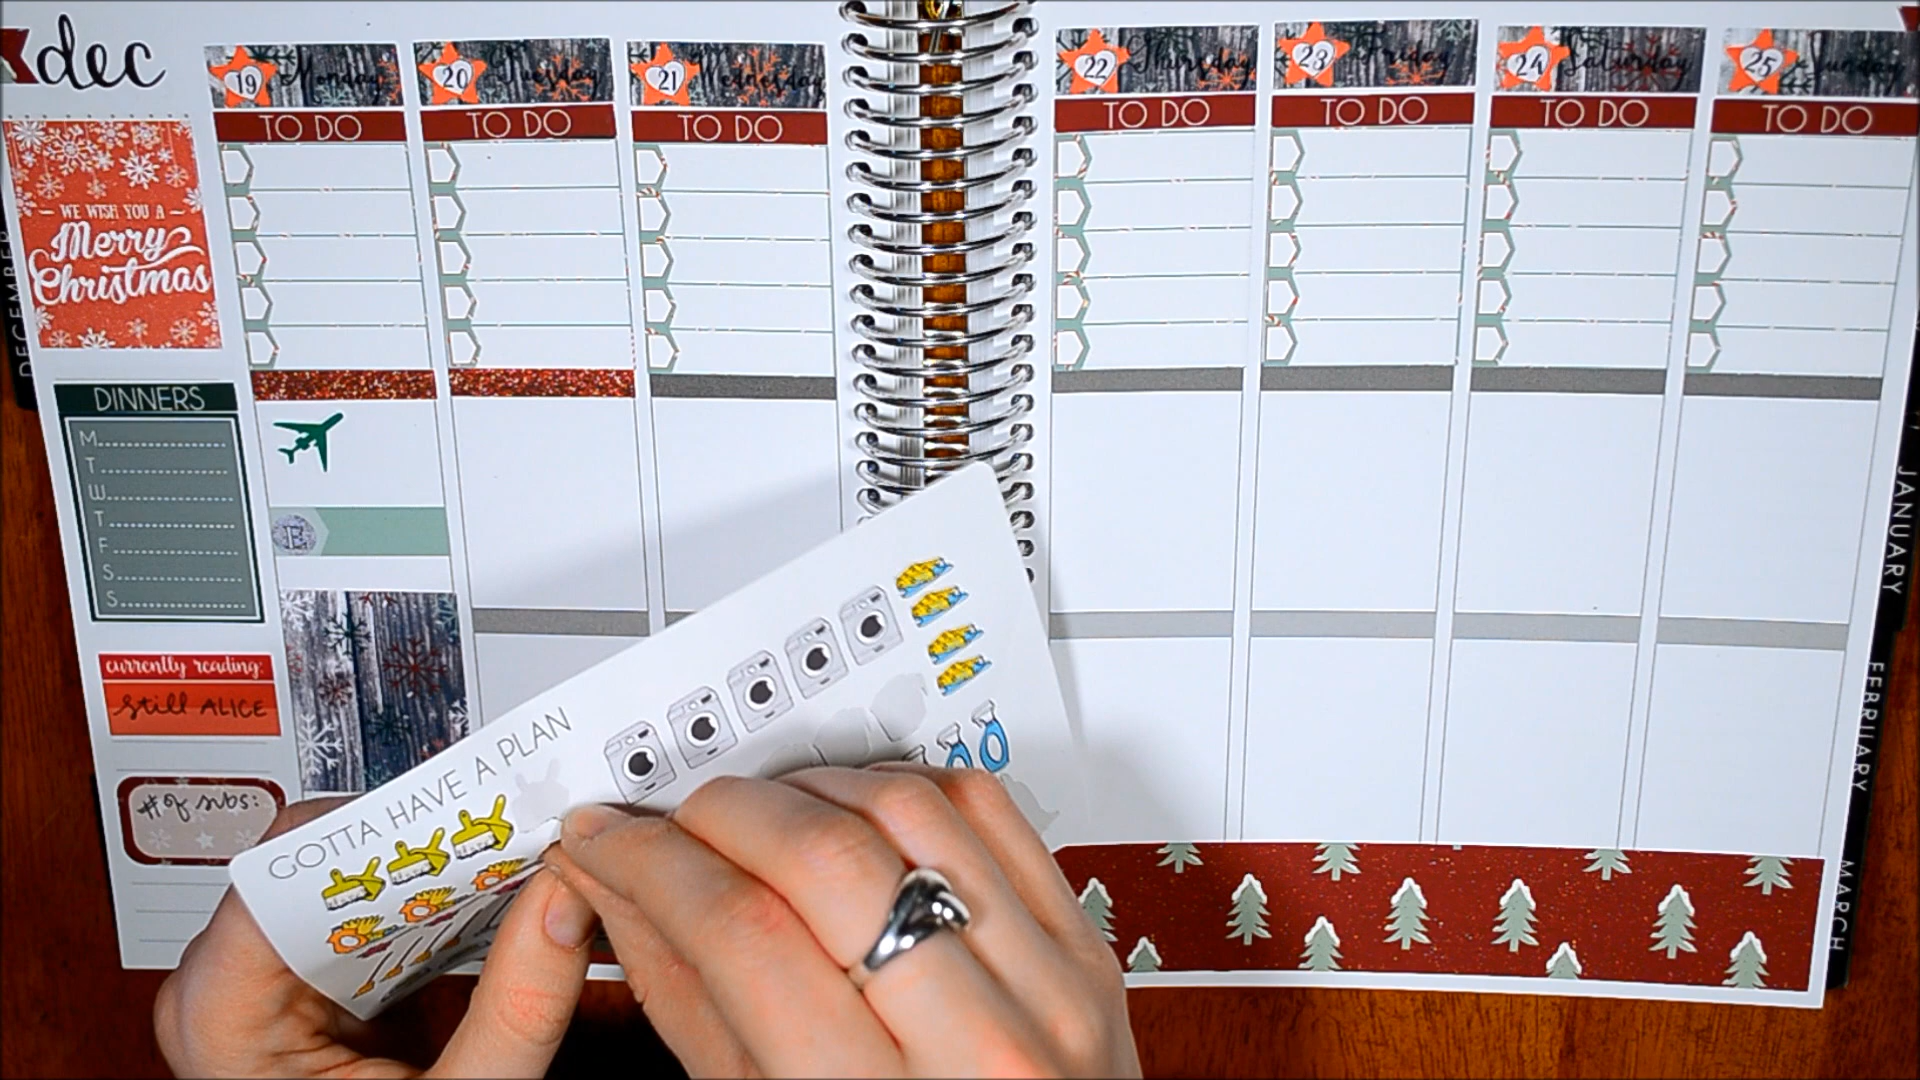 dec
19 Monday
20 Tuesday
21 Wednesday
22 Thursday
23 Friday
24 Saturday
25 Sunday
TO DO
TO DO
TO DO
TO DO
TO DO
TO DO
TO DO
- WE WISH YOU A -
Merry
Christmas
DECEMBER
DINNERS
M
T
W
T
F
S
S
E
currently reading:
still ALICE
# of subs:
GOTTA HAVE A PLAN
JANUARY
FEBRUARY
MARCH